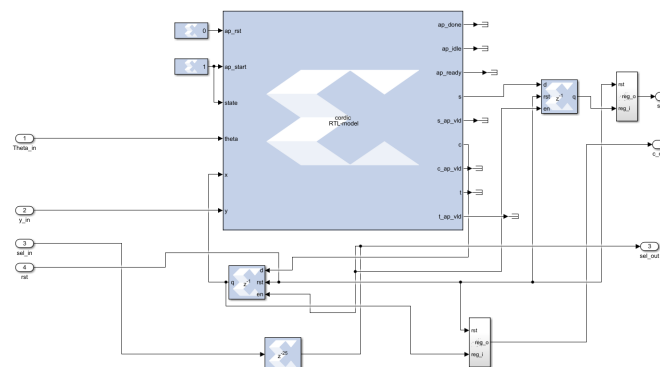 0
ap_rst
1
ap_start
state
1
Theta_in
theta
x
2
y_in
y
3
sel_in
4
rst
cordic
RTL-model
ap_done
ap_idle
ap_ready
s
s_ap_vld
c
c_ap_vld
t
t_ap_vld
d
rst
en
z-1
q
rst
reg_o
reg_i
s
c_o
3
sel_out
q
z-1
d
rst
en
z-25
rst
reg_o
reg_i